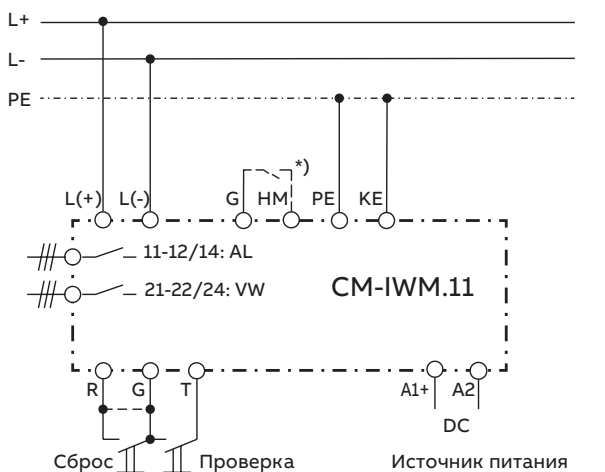 L+
L-
PE
*)
L(+) L(-) G HM PE KE
11-12/14: AL
21-22/24: VW
CM-IWM.11
R G T A1+ A2
DC
Сброс Проверка Источник питания